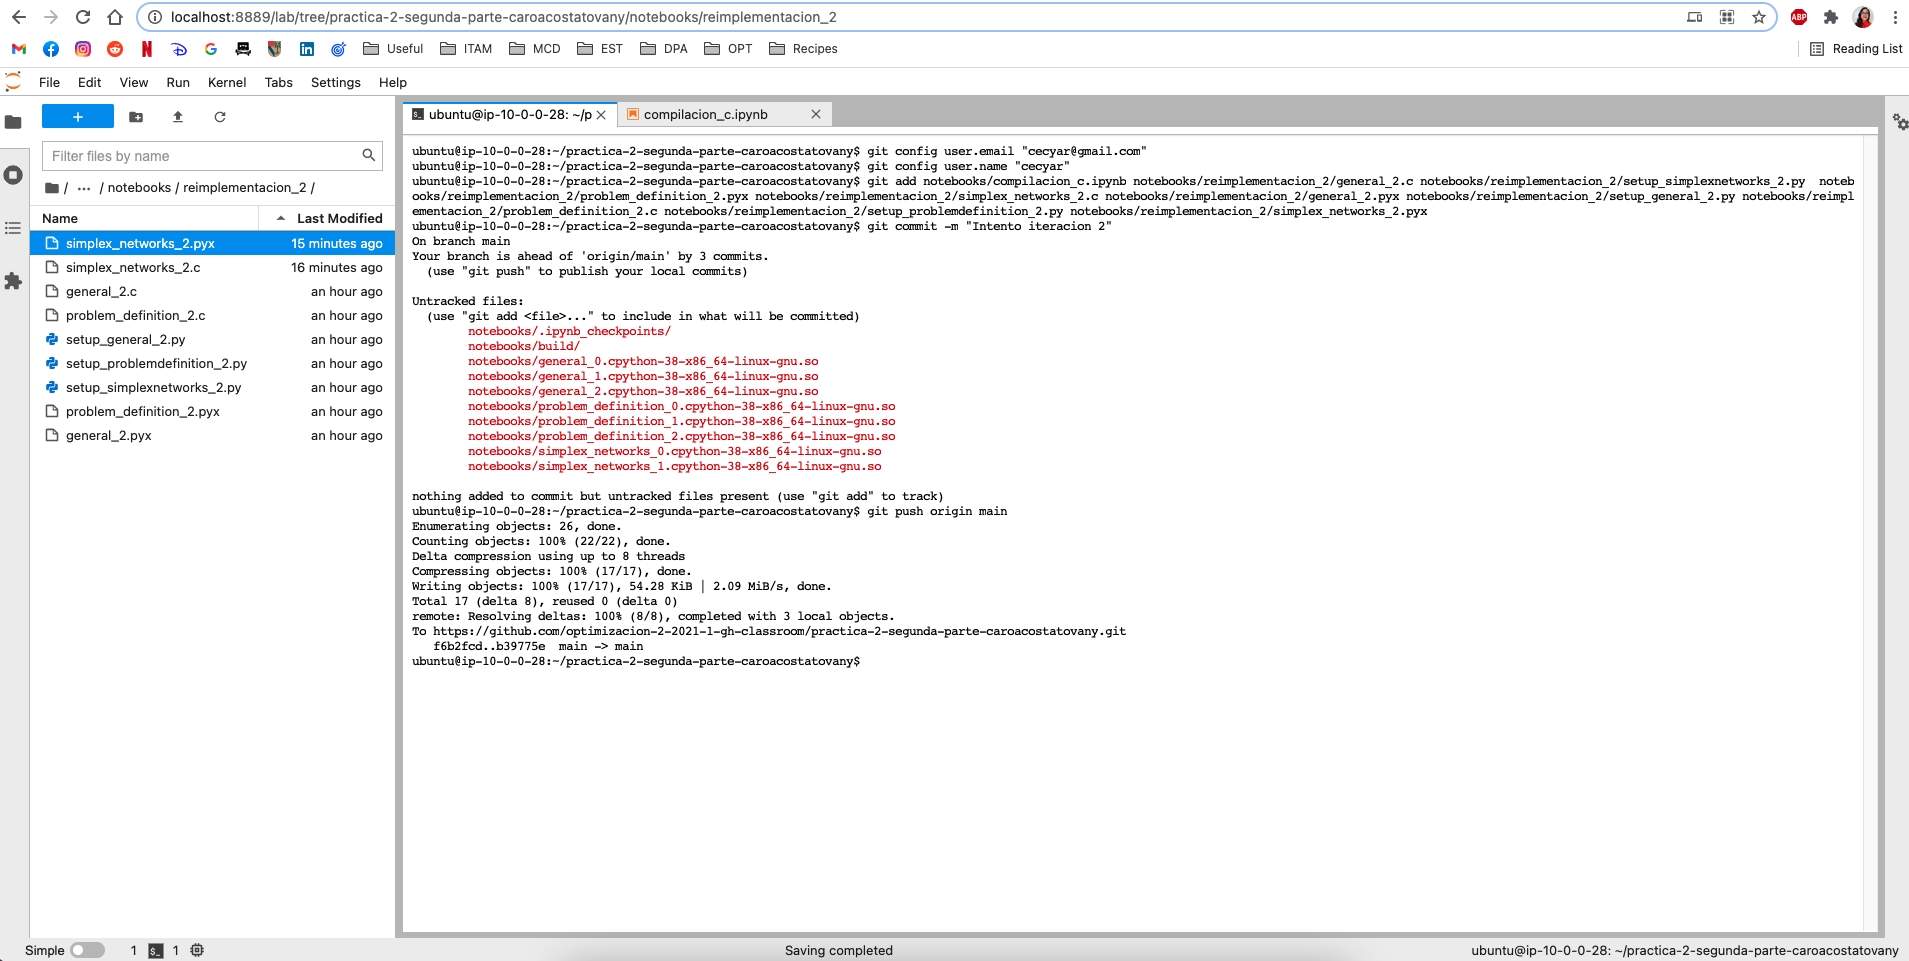 localhost:8889/lab/tree/practica-2-segunda-parte-caroacostatovany/notebooks/reimplementacion_2
ABP
Useful ITAM MCD EST DPA OPT Recipes Reading List
File Edit View Run Kernel Tabs Settings Help
ubuntu@ip-10-0-0-28: ~/p compilacion_c.ipynb
Filter files by name
/ ... / notebooks / reimplementacion_2 /
Name Last Modified
simplex_networks_2.pyx 15 minutes ago
simplex_networks_2.c 16 minutes ago
general_2.c an hour ago
problem_definition_2.c an hour ago
setup_general_2.py an hour ago
setup_problemdefinition_2.py an hour ago
setup_simplexnetworks_2.py an hour ago
problem_definition_2.pyx an hour ago
general_2.pyx an hour ago
ubuntu@ip-10-0-0-28:~/practica-2-segunda-parte-caroacostatovany$ git config user.email "cecyar@gmail.com"
ubuntu@ip-10-0-0-28:~/practica-2-segunda-parte-caroacostatovany$ git config user.name "cecyar"
ubuntu@ip-10-0-0-28:~/practica-2-segunda-parte-caroacostatovany$ git add notebooks/compilacion_c.ipynb notebooks/reimplementacion_2/general_2.c notebooks/reimplementacion_2/setup_simplexnetworks_2.py  noteb
ooks/reimplementacion_2/problem_definition_2.pyx notebooks/reimplementacion_2/simplex_networks_2.c notebooks/reimplementacion_2/general_2.pyx notebooks/reimplementacion_2/setup_general_2.py notebooks/reimpl
ementacion_2/problem_definition_2.c notebooks/reimplementacion_2/setup_problemdefinition_2.py notebooks/reimplementacion_2/simplex_networks_2.pyx
ubuntu@ip-10-0-0-28:~/practica-2-segunda-parte-caroacostatovany$ git commit -m "Intento iteracion 2"
On branch main
Your branch is ahead of 'origin/main' by 3 commits.
  (use "git push" to publish your local commits)
Untracked files:
  (use "git add <file>..." to include in what will be committed)
notebooks/.ipynb_checkpoints/
notebooks/build/
notebooks/general_0.cpython-38-x86_64-linux-gnu.so
notebooks/general_1.cpython-38-x86_64-linux-gnu.so
notebooks/general_2.cpython-38-x86_64-linux-gnu.so
notebooks/problem_definition_0.cpython-38-x86_64-linux-gnu.so
notebooks/problem_definition_1.cpython-38-x86_64-linux-gnu.so
notebooks/problem_definition_2.cpython-38-x86_64-linux-gnu.so
notebooks/simplex_networks_0.cpython-38-x86_64-linux-gnu.so
notebooks/simplex_networks_1.cpython-38-x86_64-linux-gnu.so
nothing added to commit but untracked files present (use "git add" to track)
ubuntu@ip-10-0-0-28:~/practica-2-segunda-parte-caroacostatovany$ git push origin main
Enumerating objects: 26, done.
Counting objects: 100% (22/22), done.
Delta compression using up to 8 threads
Compressing objects: 100% (17/17), done.
Writing objects: 100% (17/17), 54.28 KiB | 2.09 MiB/s, done.
Total 17 (delta 8), reused 0 (delta 0)
remote: Resolving deltas: 100% (8/8), completed with 3 local objects.
To https://github.com/optimizacion-2-2021-1-gh-classroom/practica-2-segunda-parte-caroacostatovany.git
   f6b2fcd..b39775e  main -> main
ubuntu@ip-10-0-0-28:~/practica-2-segunda-parte-caroacostatovany$
Simple 1 1 Saving completed ubuntu@ip-10-0-0-28: ~/practica-2-segunda-parte-caroacostatovany